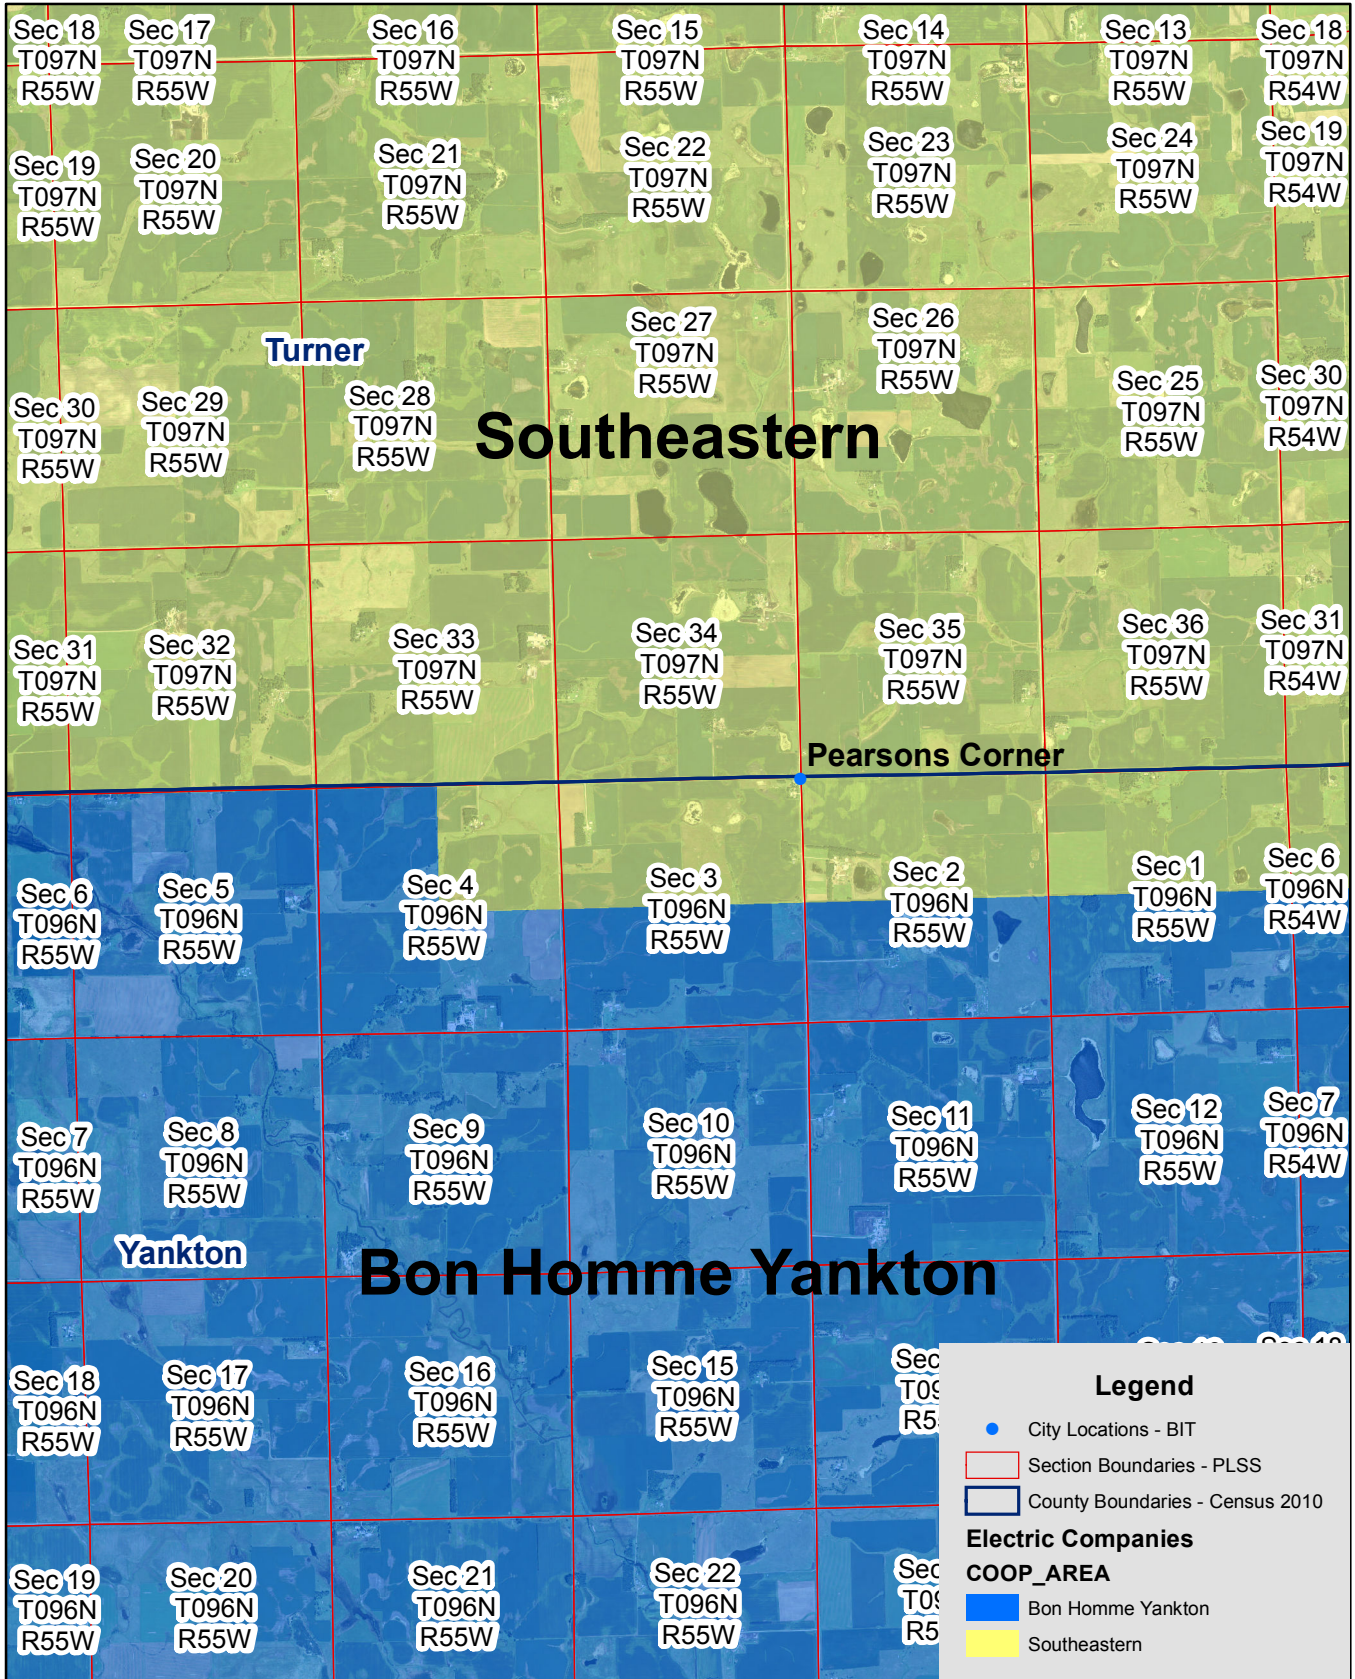 Sec 18
T097N
R55W
Sec 17
T097N
R55W
Sec 16
T097N
R55W
Sec 15
T097N
R55W
Sec 14
T097N
R55W
Sec 13
T097N
R55W
Sec 18
T097N
R54W
Sec 19
T097N
R55W
Sec 20
T097N
R55W
Sec 21
T097N
R55W
Sec 22
T097N
R55W
Sec 23
T097N
R55W
Sec 24
T097N
R55W
Sec 19
T097N
R54W
Turner
Sec 30
T097N
R55W
Sec 29
T097N
R55W
Sec 28
T097N
R55W
Sec 27
T097N
R55W
Sec 26
T097N
R55W
Sec 25
T097N
R55W
Sec 30
T097N
R54W
Southeastern
Sec 31
T097N
R55W
Sec 32
T097N
R55W
Sec 33
T097N
R55W
Sec 34
T097N
R55W
Sec 35
T097N
R55W
Sec 36
T097N
R55W
Sec 31
T097N
R54W
Pearsons Corner
Sec 6
T096N
R55W
Sec 5
T096N
R55W
Sec 4
T096N
R55W
Sec 3
T096N
R55W
Sec 2
T096N
R55W
Sec 1
T096N
R55W
Sec 6
T096N
R54W
Sec 7
T096N
R55W
Sec 8
T096N
R55W
Sec 9
T096N
R55W
Sec 10
T096N
R55W
Sec 11
T096N
R55W
Sec 12
T096N
R55W
Sec 7
T096N
R54W
Yankton
Bon Homme Yankton
Sec 18
T096N
R55W
Sec 17
T096N
R55W
Sec 16
T096N
R55W
Sec 15
T096N
R55W
Sec
Sec 19
T096N
R55W
Sec 20
T096N
R55W
Sec 21
T096N
R55W
Sec 22
T096N
R55W
Sec
Legend
City Locations - BIT
Section Boundaries - PLSS
County Boundaries - Census 2010
Electric Companies
COOP_AREA
Bon Homme Yankton
Southeastern